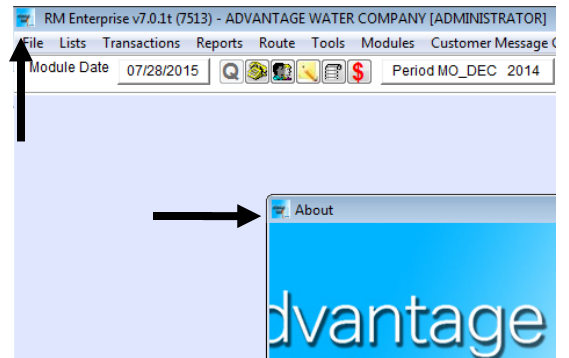 RM Enterprise v7.0.1t (7513) - ADVANTAGE WATER COMPANY [ADMINISTRATOR]
File Lists Transactions Reports Route Tools Modules Customer Message
Module Date 07/28/2015 Q $ Period MO_DEC 2014
About
dvantage